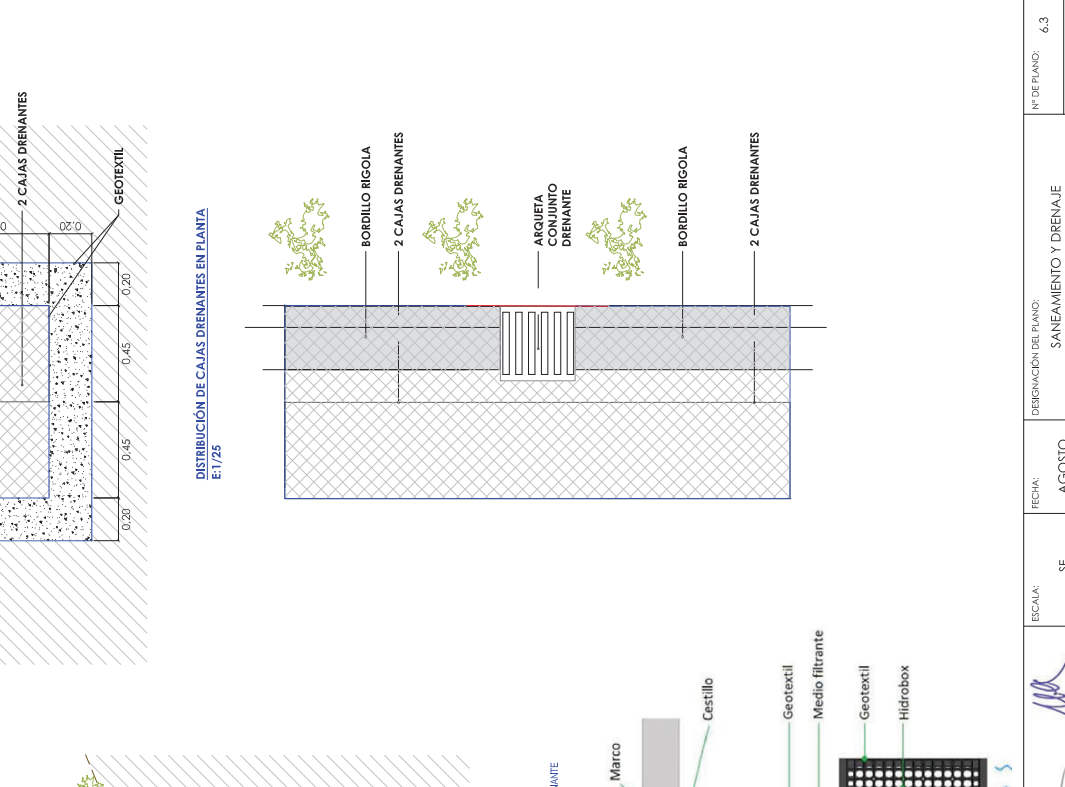 2 CAJAS DRENANTES
GEOTEXTIL
0,20
0,20
0,45
0,45
0,20
DISTRIBUCIÓN DE CAJAS DRENANTES EN PLANTA
E:1/25
BORDILLO RIGOLA
2 CAJAS DRENANTES
ARQUETA
CONJUNTO
DRENANTE
BORDILLO RIGOLA
2 CAJAS DRENANTES
NANTE
Marco
Cestillo
Geotextil
Medio filtrante
Geotextil
Hidrobox
Nº DE PLANO:
6.3
DESIGNACIÓN DEL PLANO:
SANEAMIENTO Y DRENAJE
FECHA:
AGOSTO
ESCALA:
SE